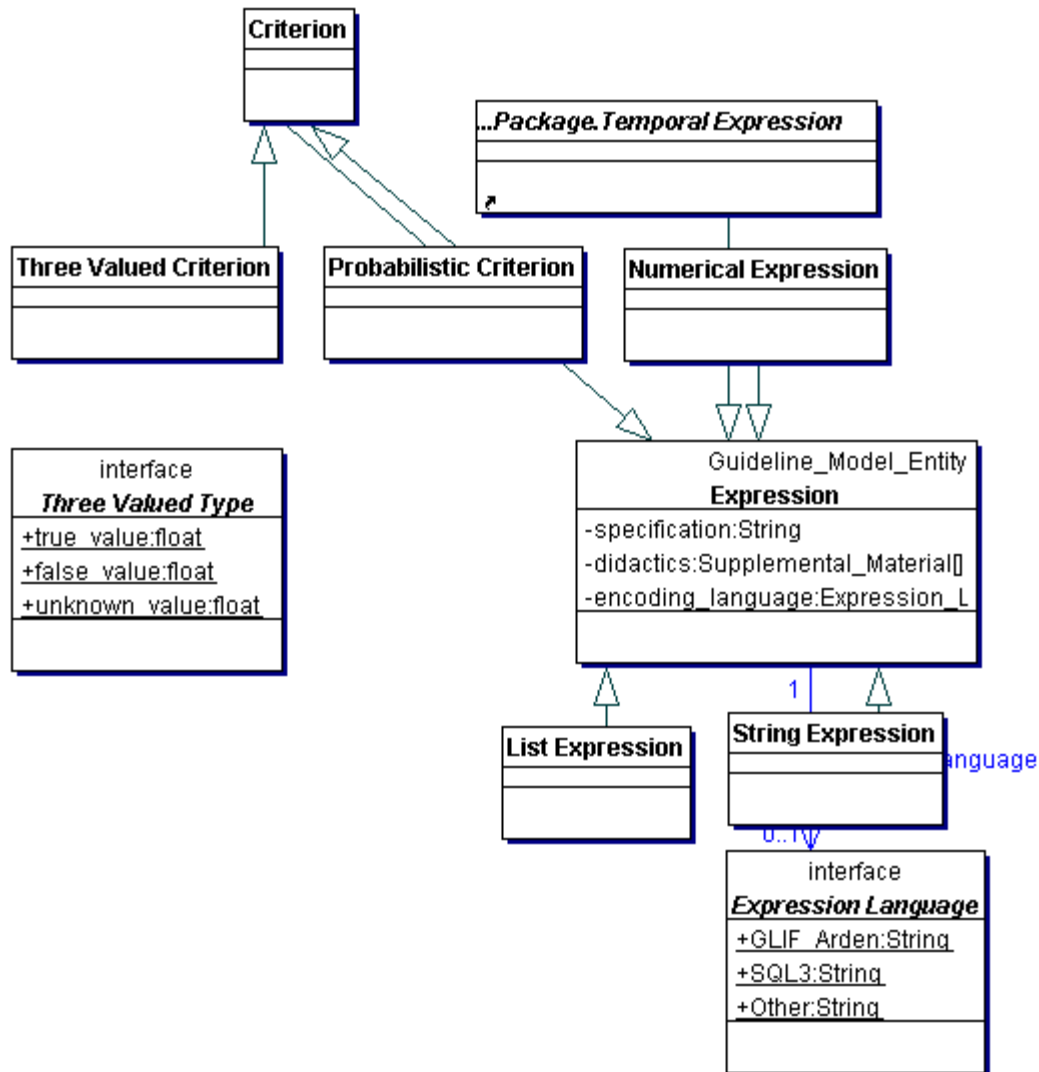 Criterion
...Package.Temporal Expression
Three Valued Criterion
Probabilistic Criterion
Numerical Expression
interface
Three Valued Type
+true_value:float
+false_value:float
+unknown_value:float
Guideline_Model_Entity
Expression
-specification:String
-didactics:Supplemental_Material[]
-encoding_language:Expression_L
1
List Expression
String Expression
anguage
0..1
interface
Expression Language
+GLIF_Arden:String
+SQL3:String
+Other:String